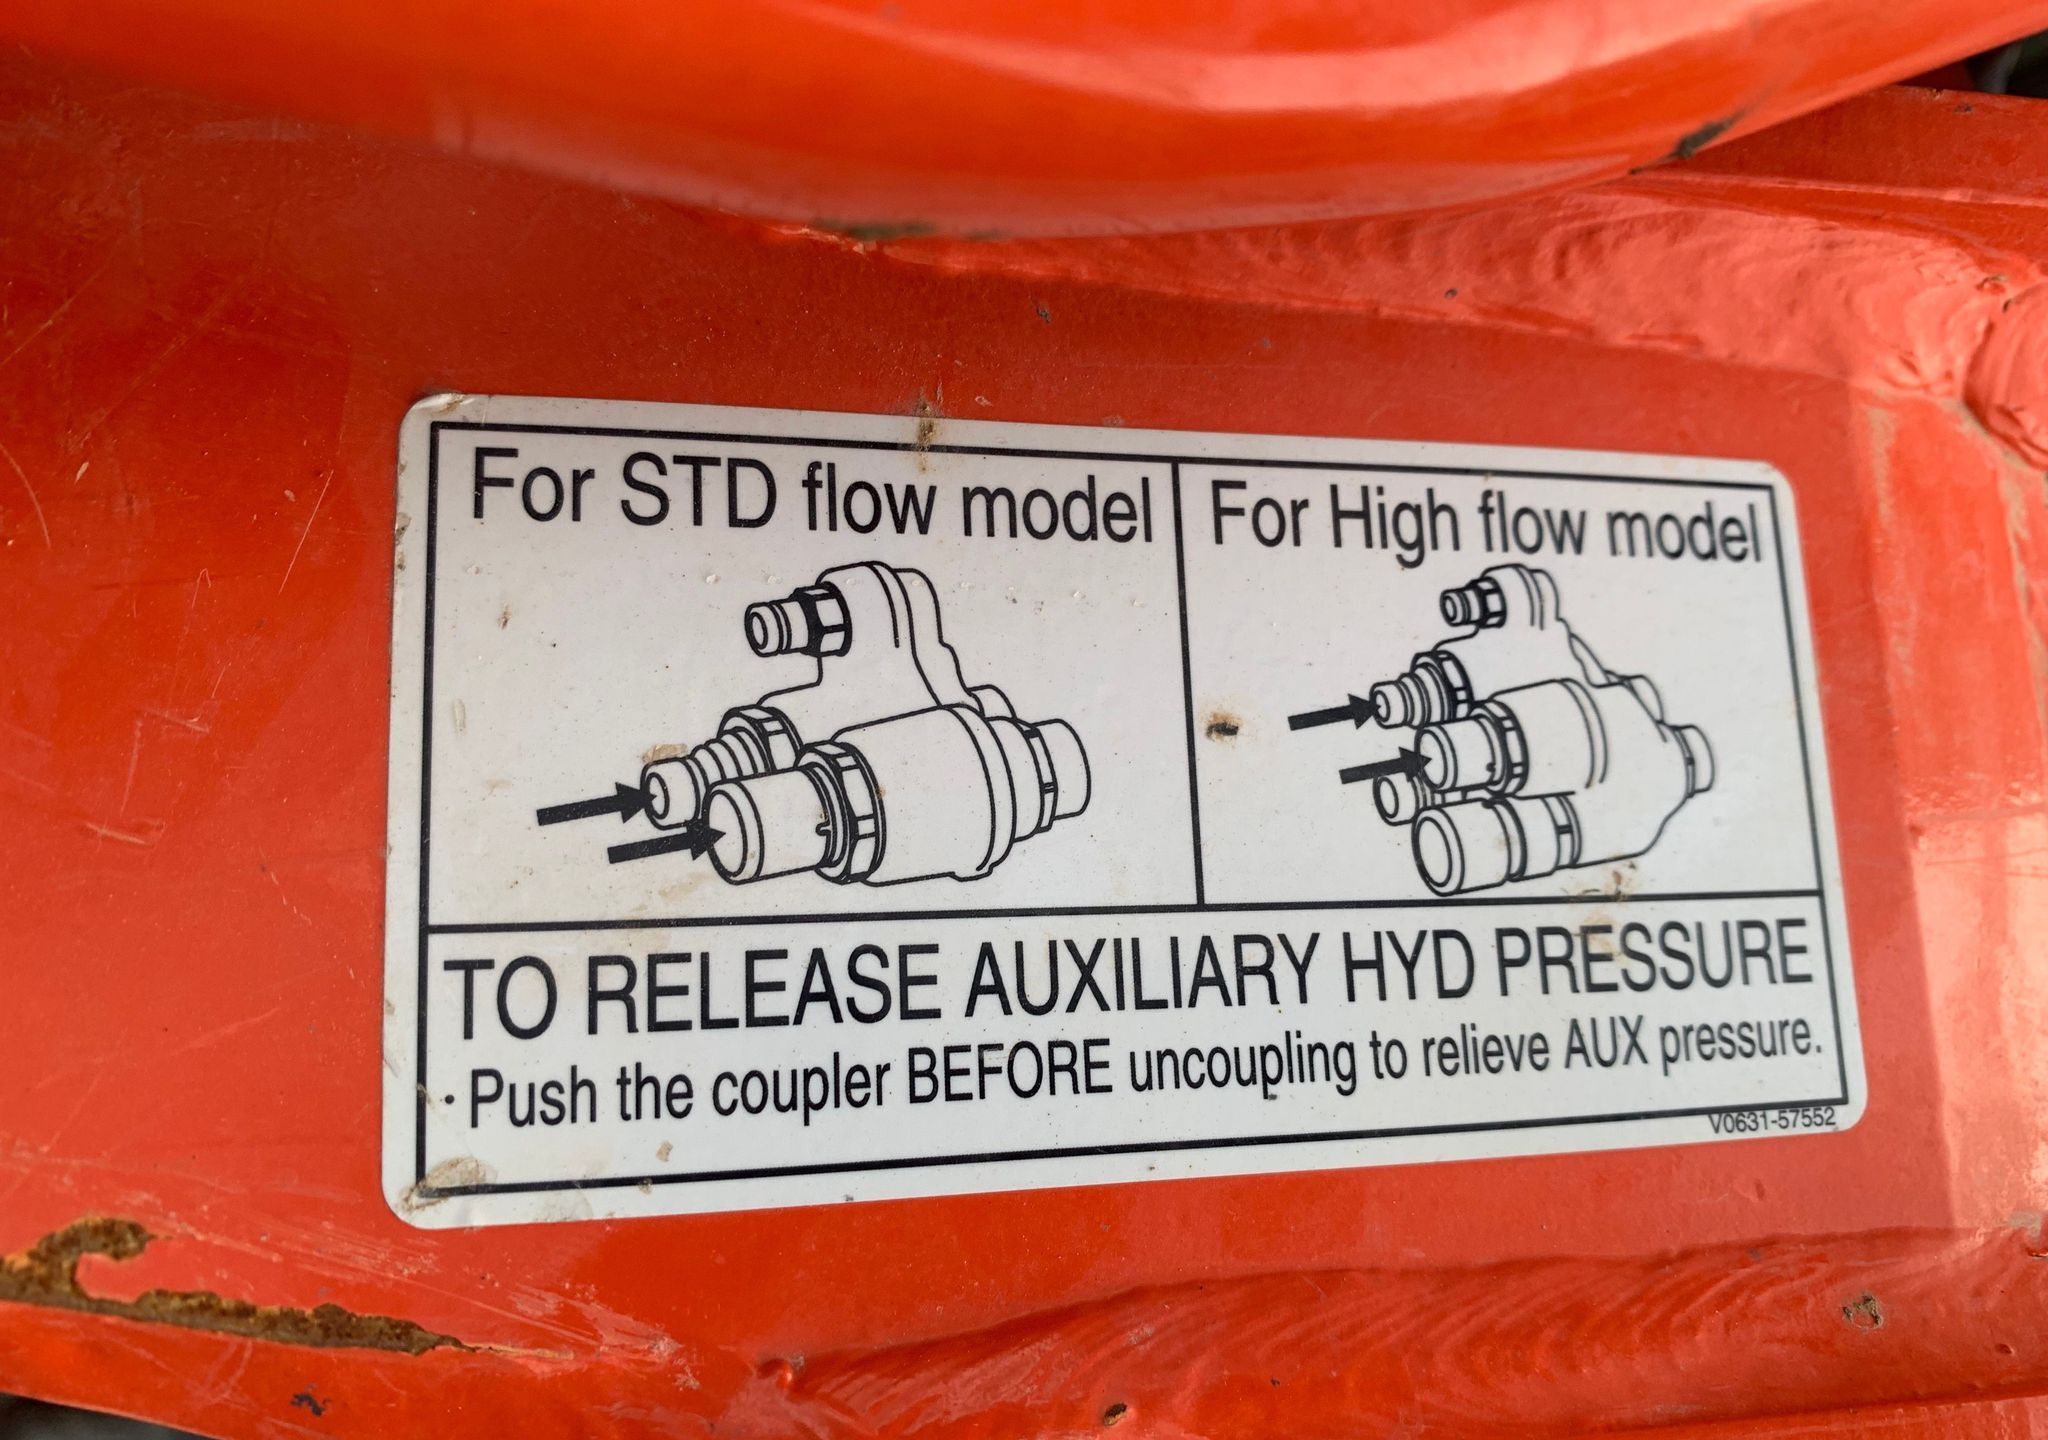 For STD flow model
For High flow model
TO RELEASE AUXILIARY HYD PRESSURE
· Push the coupler BEFORE uncoupling to relieve AUX pressure.
V0631-57552